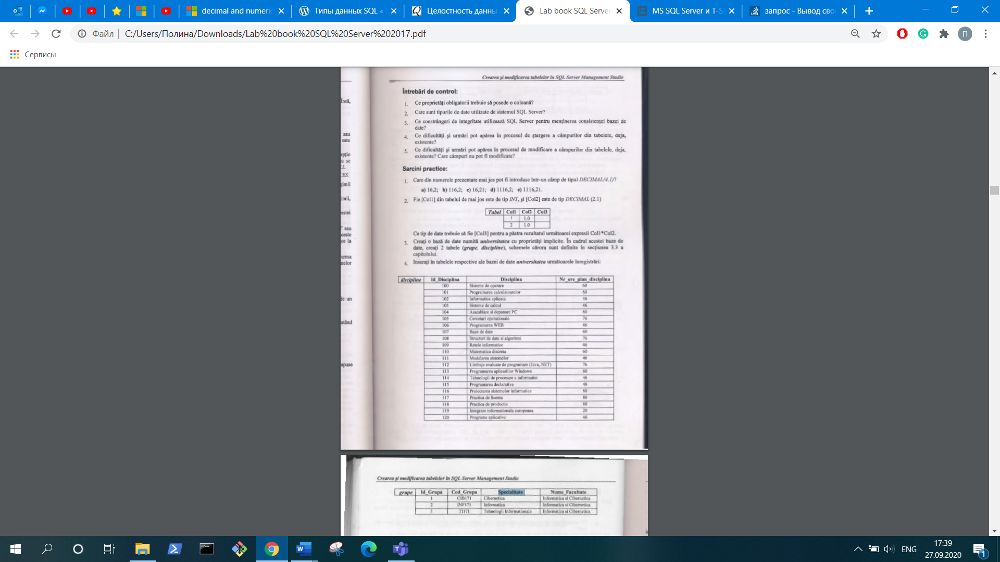 decimal and numeric
Типы данных SQL «
Целостность данны
Lab book SQL Server
MS SQL Server и T-S
запрос - Вывод сво
Файл | C:/Users/Полина/Downloads/Lab%20book%20SQL%20Server%202017.pdf
П
Сервисы
Crearea şi modificarea tabelelor în SQL Server Management Studio
Însă,
sau
este
epţie
u se
gimii
imii,
estei
T sau
ceste
ce la
urma
nelor
de un
utând
upuse
Întrebări de control:
1. Ce proprietăţi obligatorii trebuie să posede o coloană?
2. Care sunt tipurile de date utilizate de sistemul SQL Server?
3. Ce constrângeri de integritate utilizează SQL Server pentru menţinerea consistenţei bazei de
date?
4. Ce dificultăţi şi urmări pot apărea în procesul de ştergere a câmpurilor din tabelele, deja,
existente?
5. Ce dificultăţi şi urmări pot apărea în procesul de modificare a câmpurilor din tabelele, deja,
existente? Care câmpuri nu pot fi modificate?
Sarcini practice:
1. Care din numerele prezentate mai jos pot fi introduse într-un câmp de tipul DECIMAL(4,1)?
a) 16,2; b) 116,2; c) 16,21; d) 1116,2; e) 1116,21.
2. Fie [Col1] din tabelul de mai jos este de tip INT, şi [Col2] este de tip DECIMAL (2.1)
Tabel Col1 Col2 Col3
1 1.0
2 1.0
Ce tip de date trebuie să fie [Col3] pentru a păstra rezultatul următoarei expresii Col1*Col2.
3. Creaţi o bază de date numită universitatea cu proprietăţi implicite. În cadrul acestei baze de
date, creaţi 2 tabele (grupe, discipline), schemele cărora sunt definite în secţiunea 3.3 a
capitolului.
4. Inseraţi în tabelele respective ale bazei de date universitatea următoarele înregistrări:
discipline Id_Disciplina Disciplina Nr_ore_plan_disciplina
100 Sisteme de operare 60
101 Programarea calculatoarelor 60
102 Informatica aplicata 46
103 Sisteme de calcul 46
104 Asamblare si depanare PC 60
105 Cercetari operationale 76
106 Programarea WEB 46
107 Baze de date 60
108 Structuri de date si algoritmi 76
109 Retele informatice 46
110 Matematica discreta 60
111 Modelarea sistemelor 46
112 Limbaje evaluate de programare (Java,.NET) 76
113 Programarea aplicatiilor Windows 60
114 Tehnologii de procesare a informatiei 46
115 Programarea declarativa 46
116 Proiectarea sistemelor informatice 60
117 Practica de licenta 80
118 Practica de productie 80
119 Integrare informationala europeana 20
120 Programe aplicative 46
Crearea şi modificarea tabelelor în SQL Server Management Studio
grupe Id_Grupa Cod_Grupa Specialitate Nume_Facultate
1 CIB171 Cibernetica Informatica si Cibernetica
2 INF171 Informatica Informatica si Cibernetica
3 TI171 Tehnologii Informationale Informatica si Cibernetica
ENG
17:39
27.09.2020
1